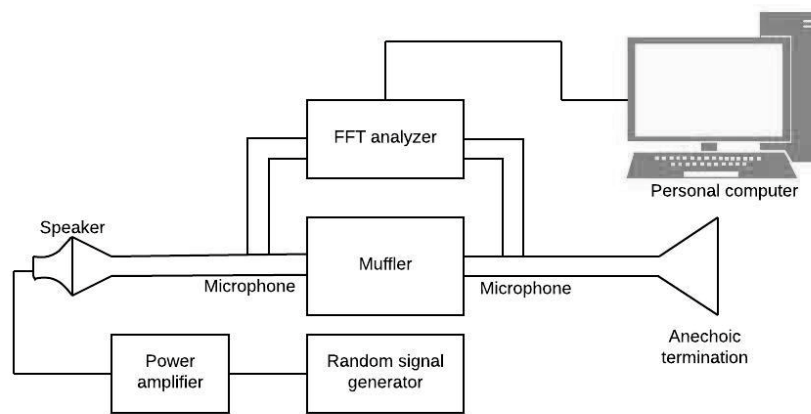 FFT analyzer
Personal computer
Speaker
Muffler
Microphone
Microphone
Anechoic
termination
Power
amplifier
Random signal
generator